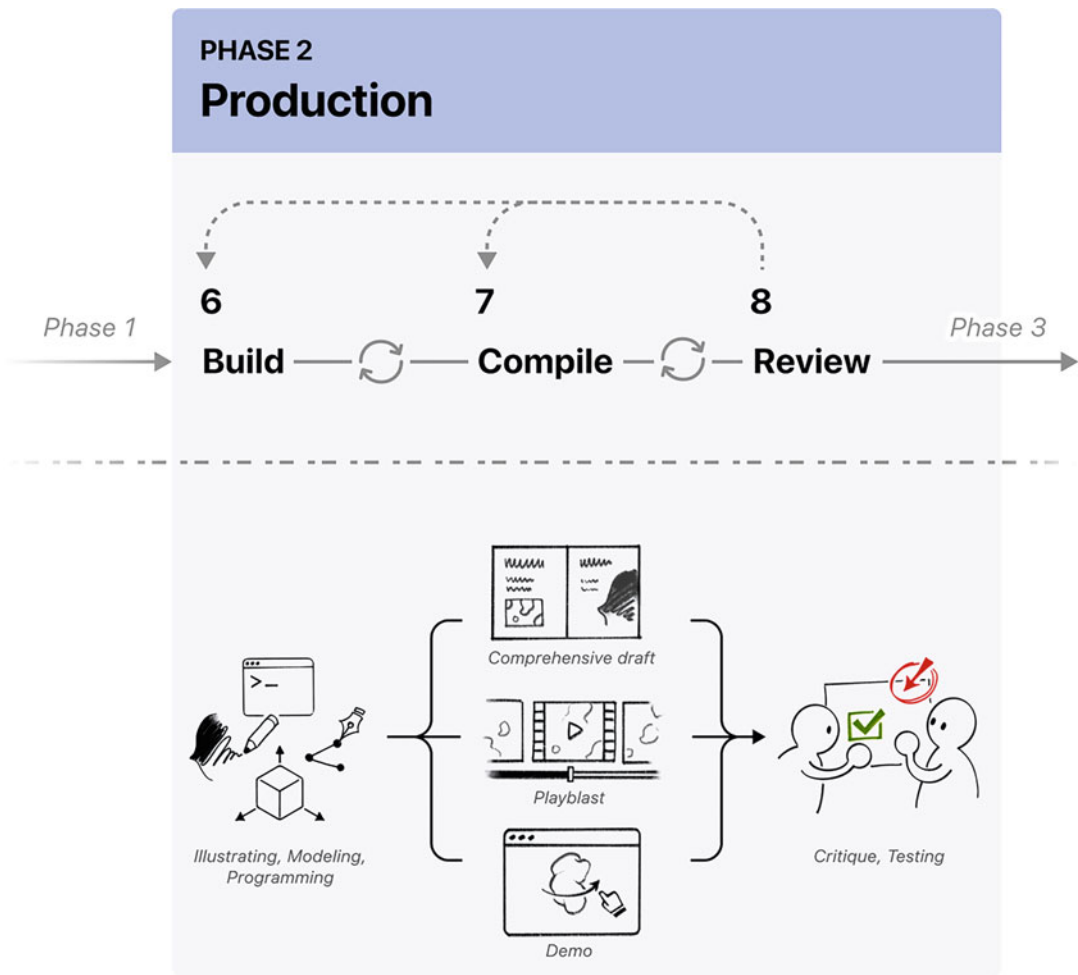 PHASE 2
Production
6
7
8
Phase 1
Phase 3
Build
Compile
Review
>_
Comprehensive draft
Playblast
Illustrating, Modeling,
Programming
Critique, Testing
Demo